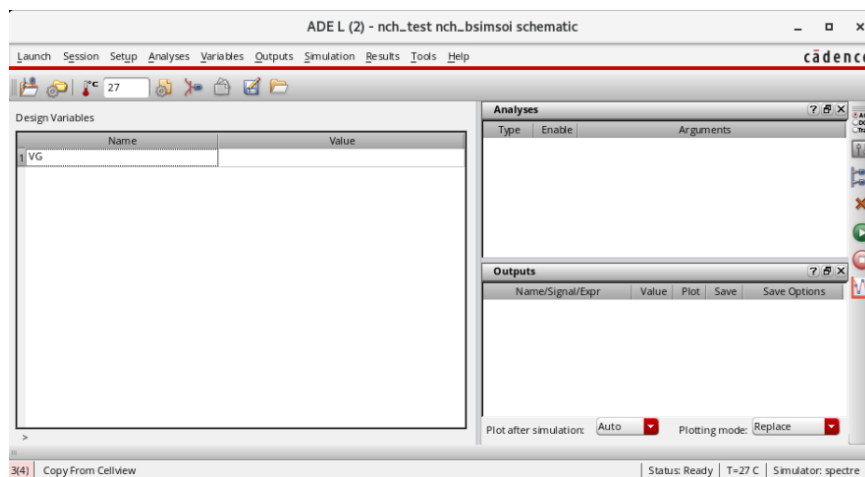 ADE L (2) - nch_test nch_bsimsoi schematic
Launch Session Setup Analyses Variables Outputs Simulation Results Tools Help
cādence
°C 27
Design Variables
Name Value
1 VG
>
Analyses
Type Enable Arguments
Outputs
Name/Signal/Expr Value Plot Save Save Options
Plot after simulation: Auto Plotting mode: Replace
3(4) Copy From Cellview Status: Ready T=27 C Simulator: spectre